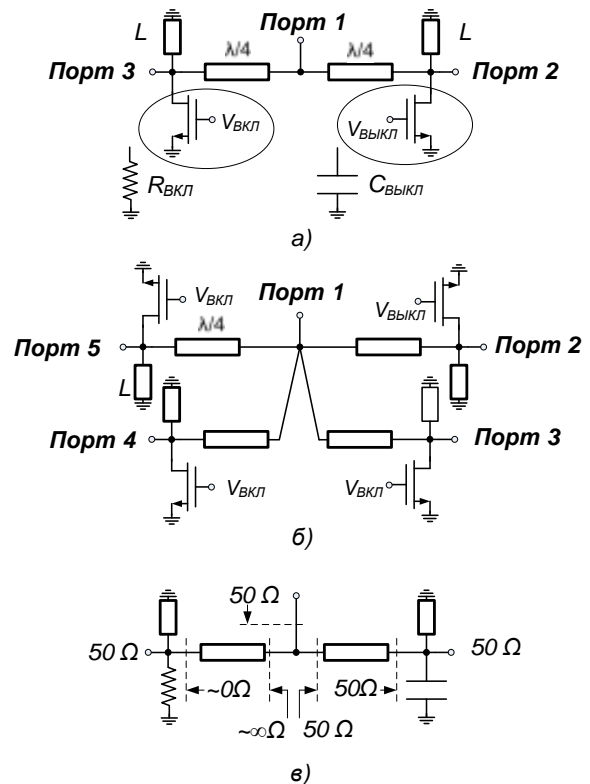 Порт 1
L λ/4 λ/4 L
Порт 3 Порт 2
VВКЛ VВЫКЛ
RВКЛ CВЫКЛ
а)
VВКЛ Порт 1 VВЫКЛ
λ/4
Порт 5 Порт 2
L
Порт 4 Порт 3
VВКЛ VВКЛ
б)
50 Ω
50 Ω 50 Ω
~0Ω 50Ω
~∞Ω 50 Ω
в)